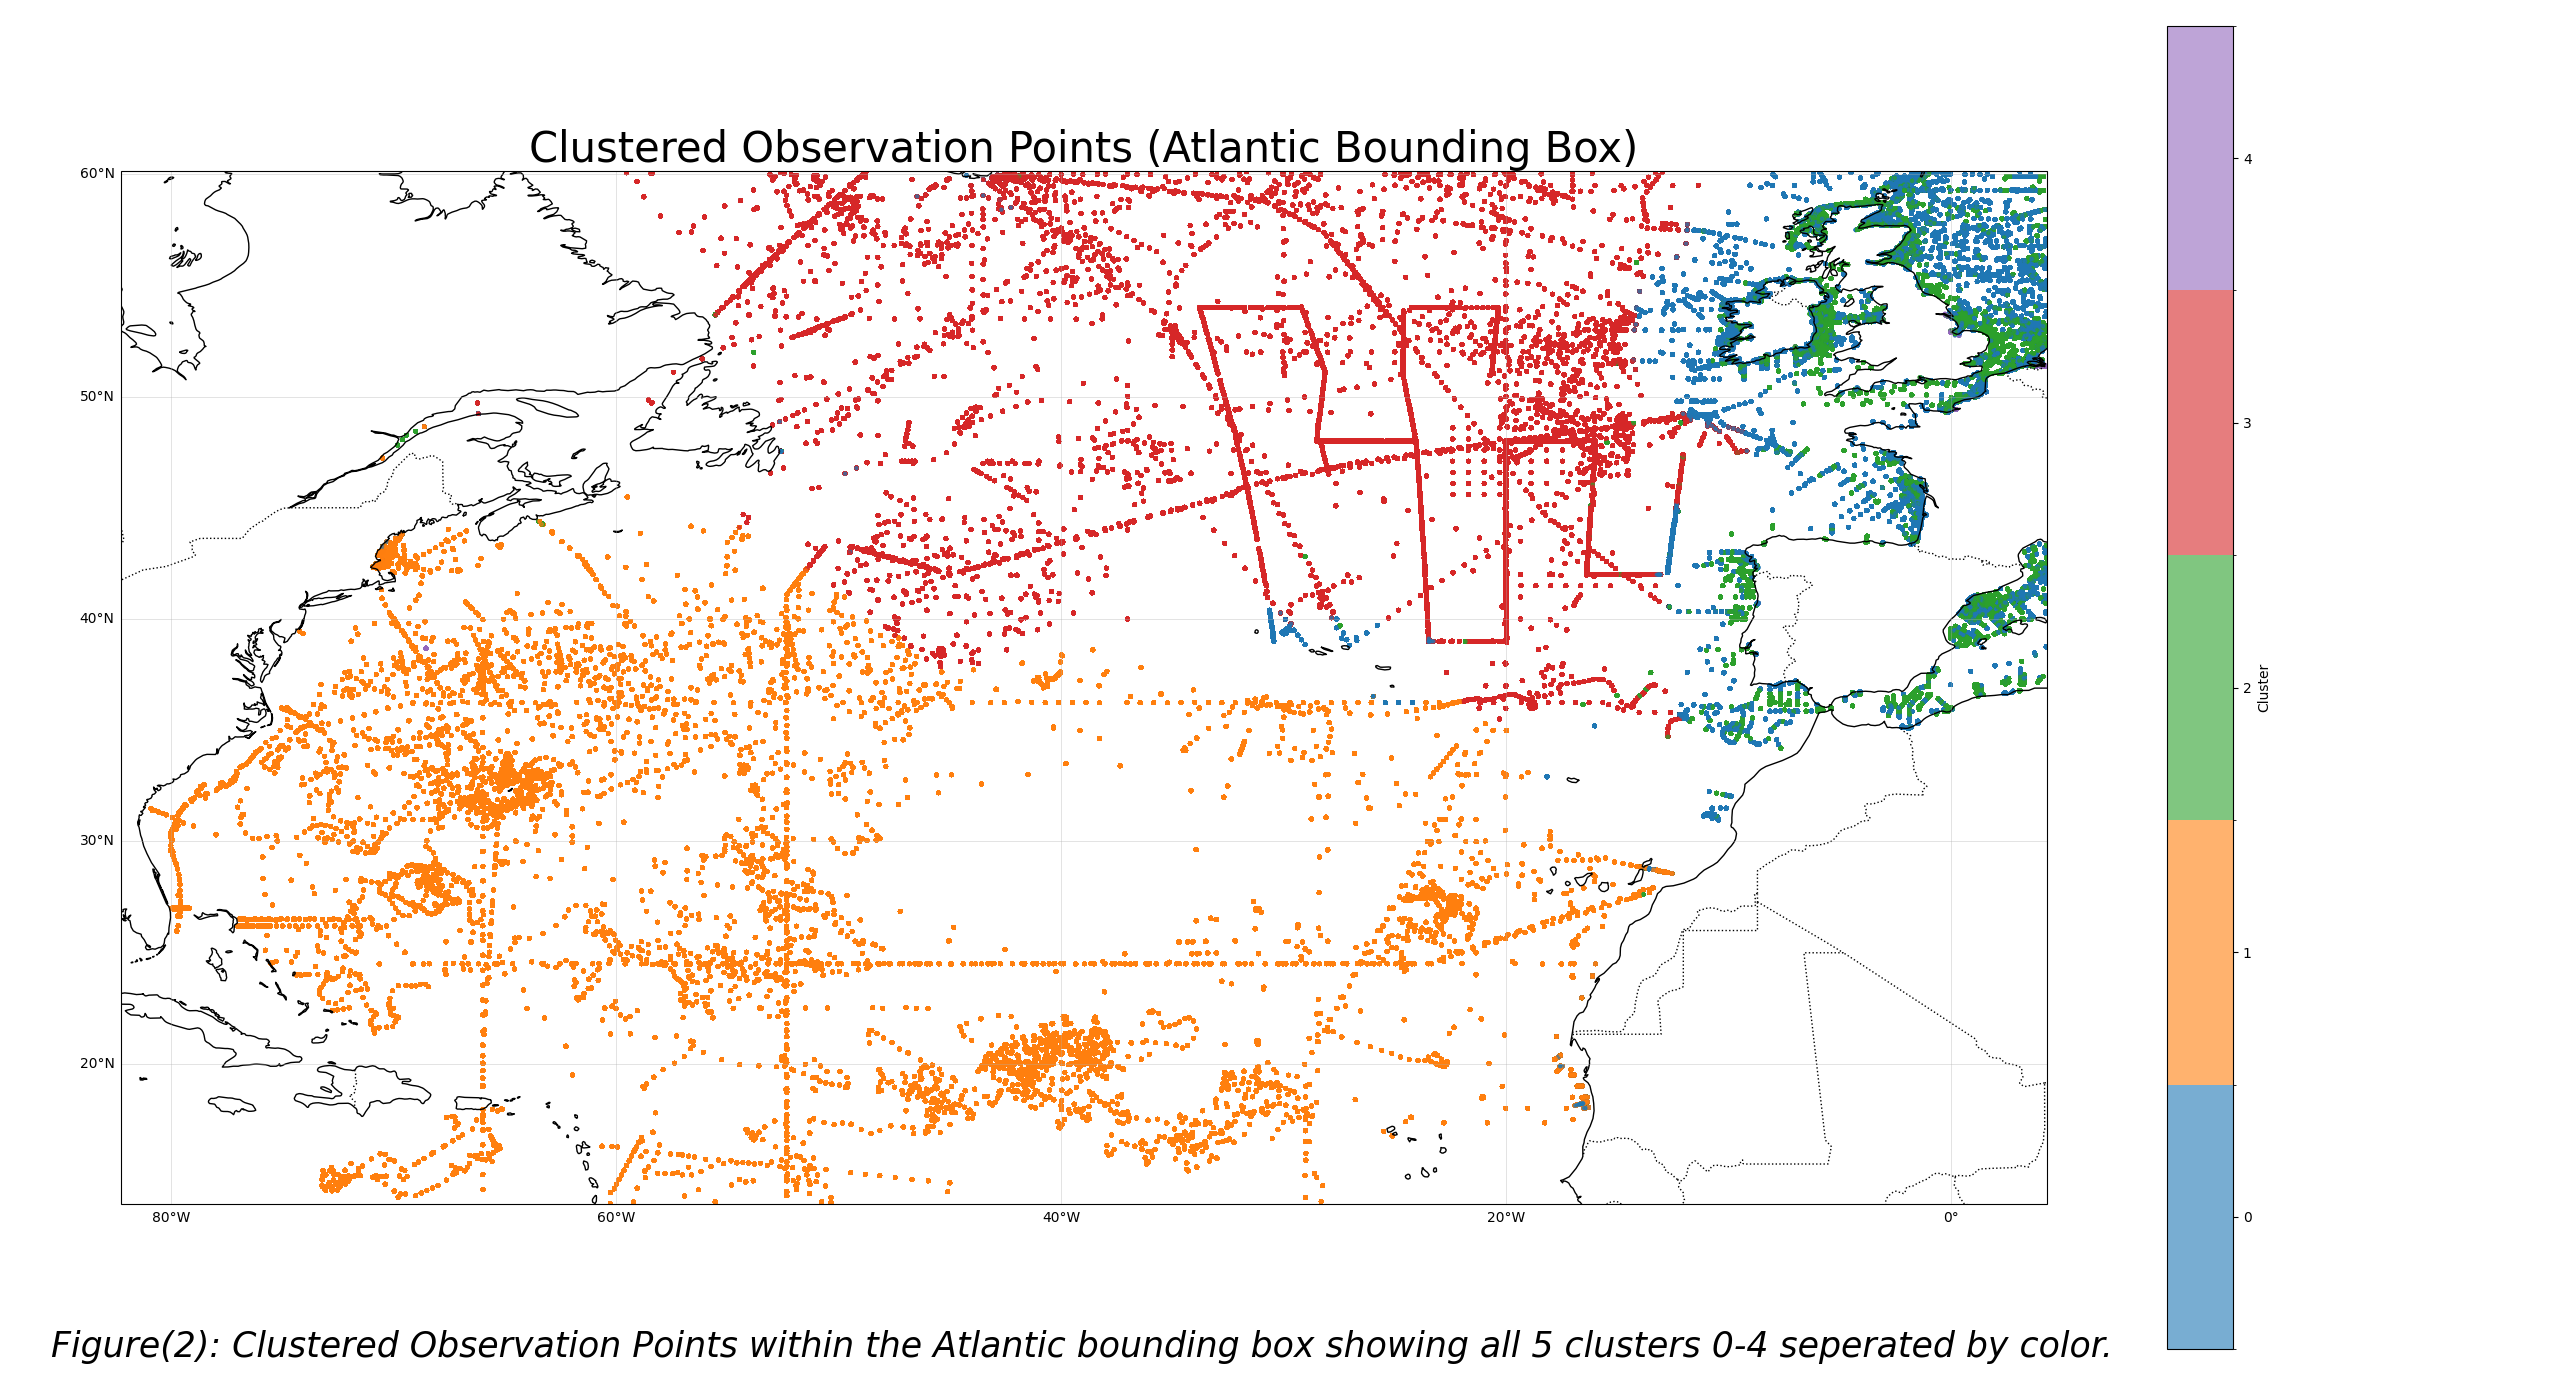 Clustered Observation Points (Atlantic Bounding Box)
60°N
50°N
40°N
30°N
20°N
80°W
60°W
40°W
20°W
0°
4
3
2
1
0
Cluster
Figure(2): Clustered Observation Points within the Atlantic bounding box showing all 5 clusters 0-4 seperated by color.